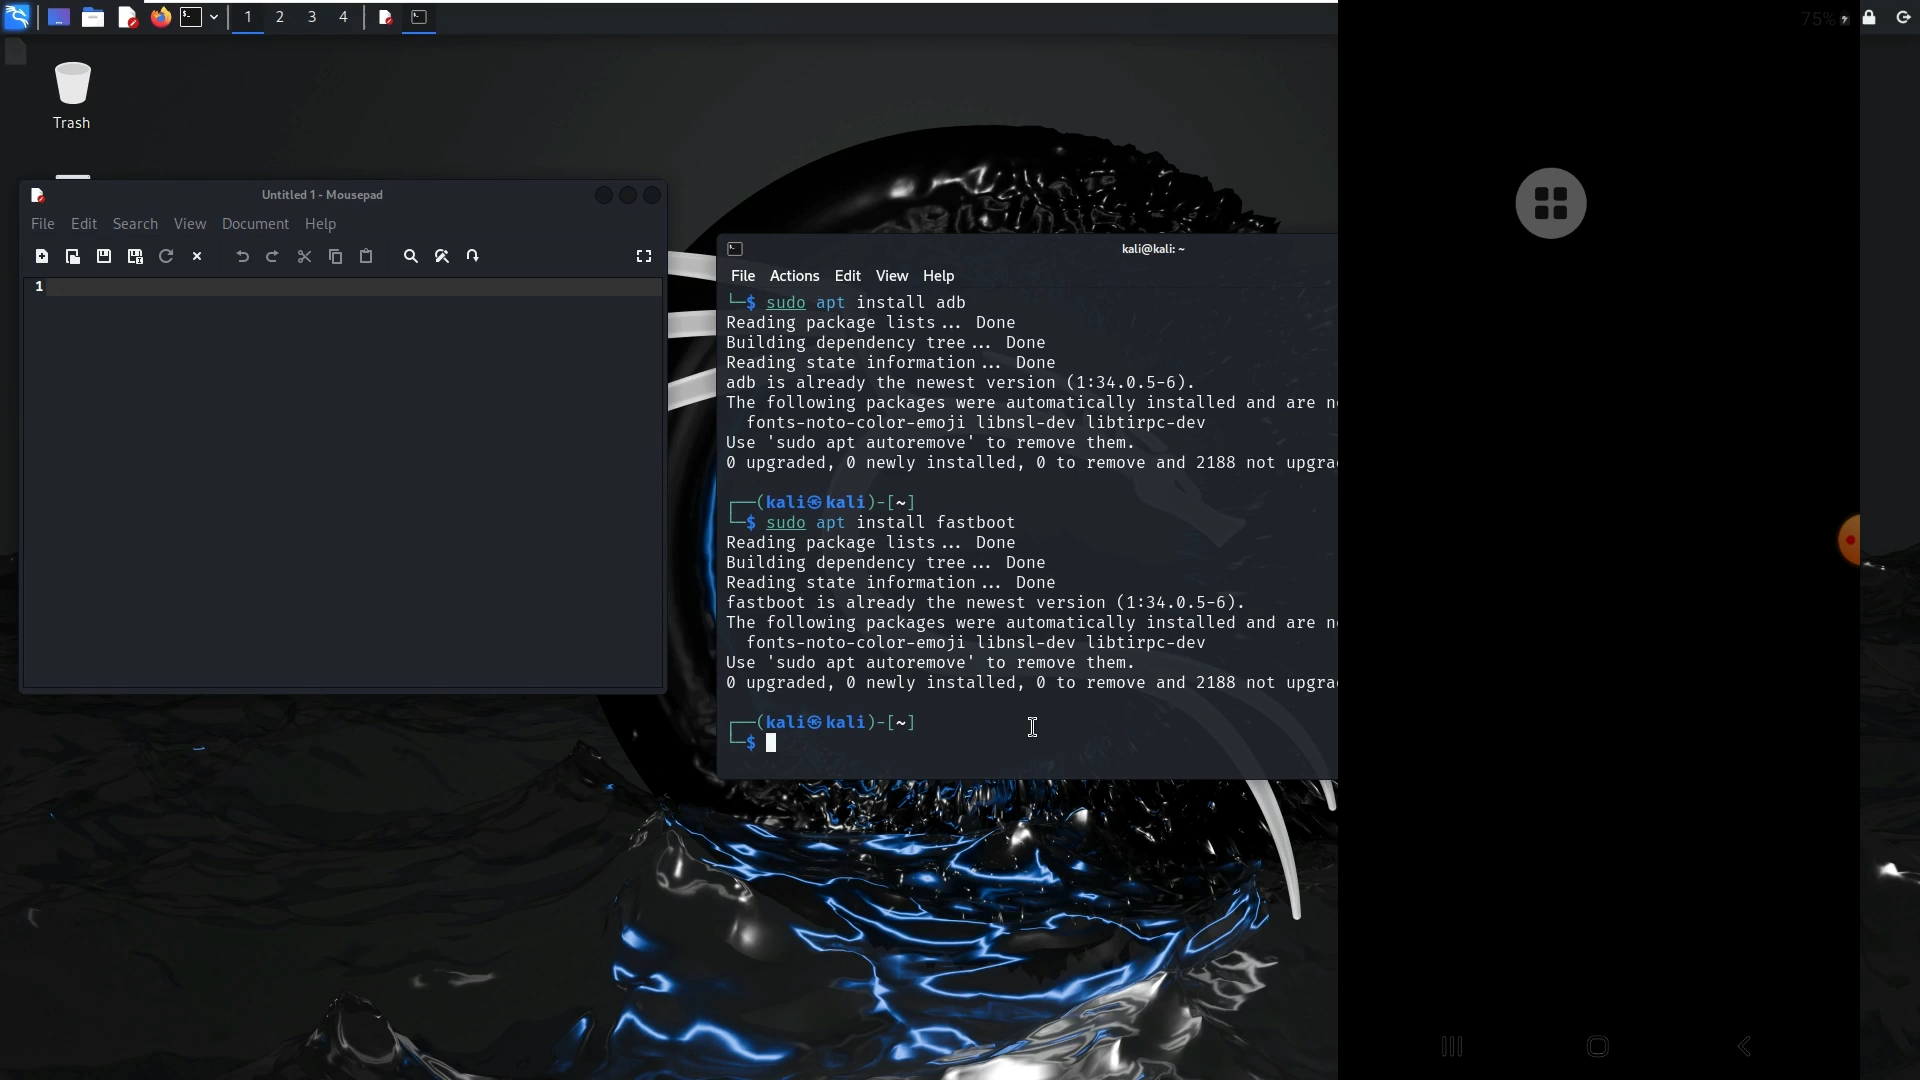 1 2 3 4
75%
Trash
Untitled 1 - Mousepad
File Edit Search View Document Help
1
kali@kali: ~
File Actions Edit View Help
└─$ sudo apt install adb
Reading package lists... Done
Building dependency tree... Done
Reading state information... Done
adb is already the newest version (1:34.0.5-6).
The following packages were automatically installed and are
fonts-noto-color-emoji libnsl-dev libtirpc-dev
Use 'sudo apt autoremove' to remove them.
0 upgraded, 0 newly installed, 0 to remove and 2188 not upgra
┌──(kali㉿kali)-[~]
└─$ sudo apt install fastboot
Reading package lists... Done
Building dependency tree... Done
Reading state information... Done
fastboot is already the newest version (1:34.0.5-6).
The following packages were automatically installed and are
fonts-noto-color-emoji libnsl-dev libtirpc-dev
Use 'sudo apt autoremove' to remove them.
0 upgraded, 0 newly installed, 0 to remove and 2188 not upgra
┌──(kali㉿kali)-[~]
└─$